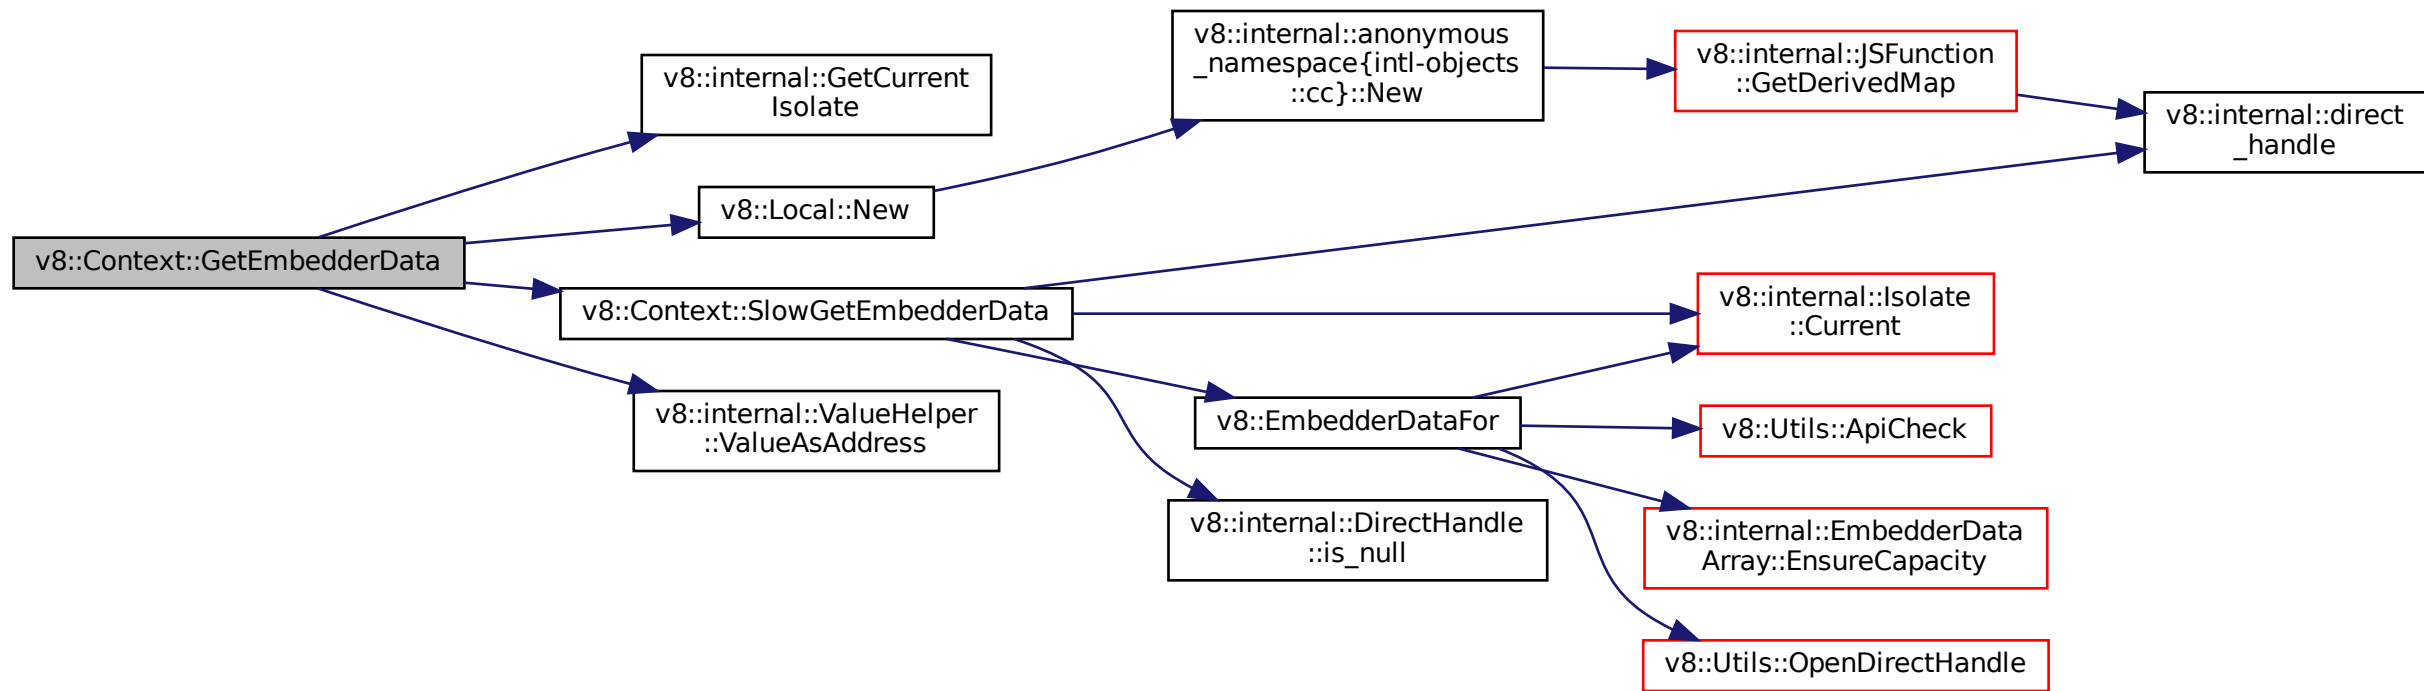 v8::Context::GetEmbedderData
v8::internal::GetCurrent
Isolate
v8::Local::New
v8::Context::SlowGetEmbedderData
v8::internal::ValueHelper
::ValueAsAddress
v8::internal::anonymous
_namespace{intl-objects
::cc}::New
v8::EmbedderDataFor
v8::internal::DirectHandle
::is_null
v8::internal::JSFunction
::GetDerivedMap
v8::internal::Isolate
::Current
v8::Utils::ApiCheck
v8::internal::EmbedderData
Array::EnsureCapacity
v8::Utils::OpenDirectHandle
v8::internal::direct
_handle